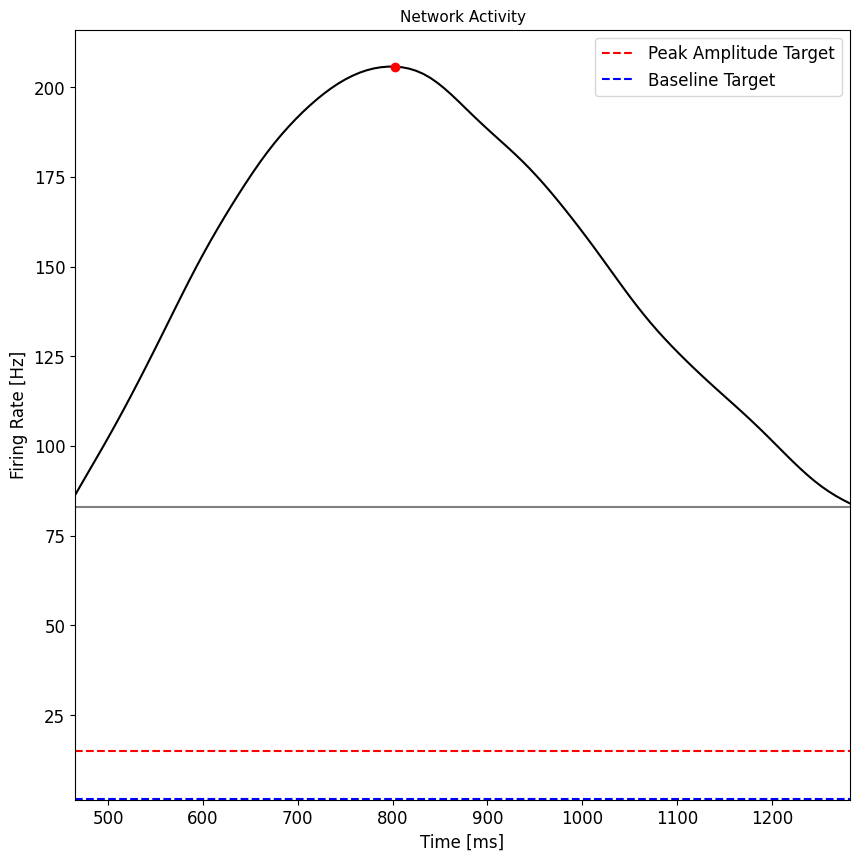 Network Activity
Peak Amplitude Target
Baseline Target
Firing Rate [Hz]
200
175
150
125
100
75
50
25
500 600 700 800 900 1000 1100 1200
Time [ms]